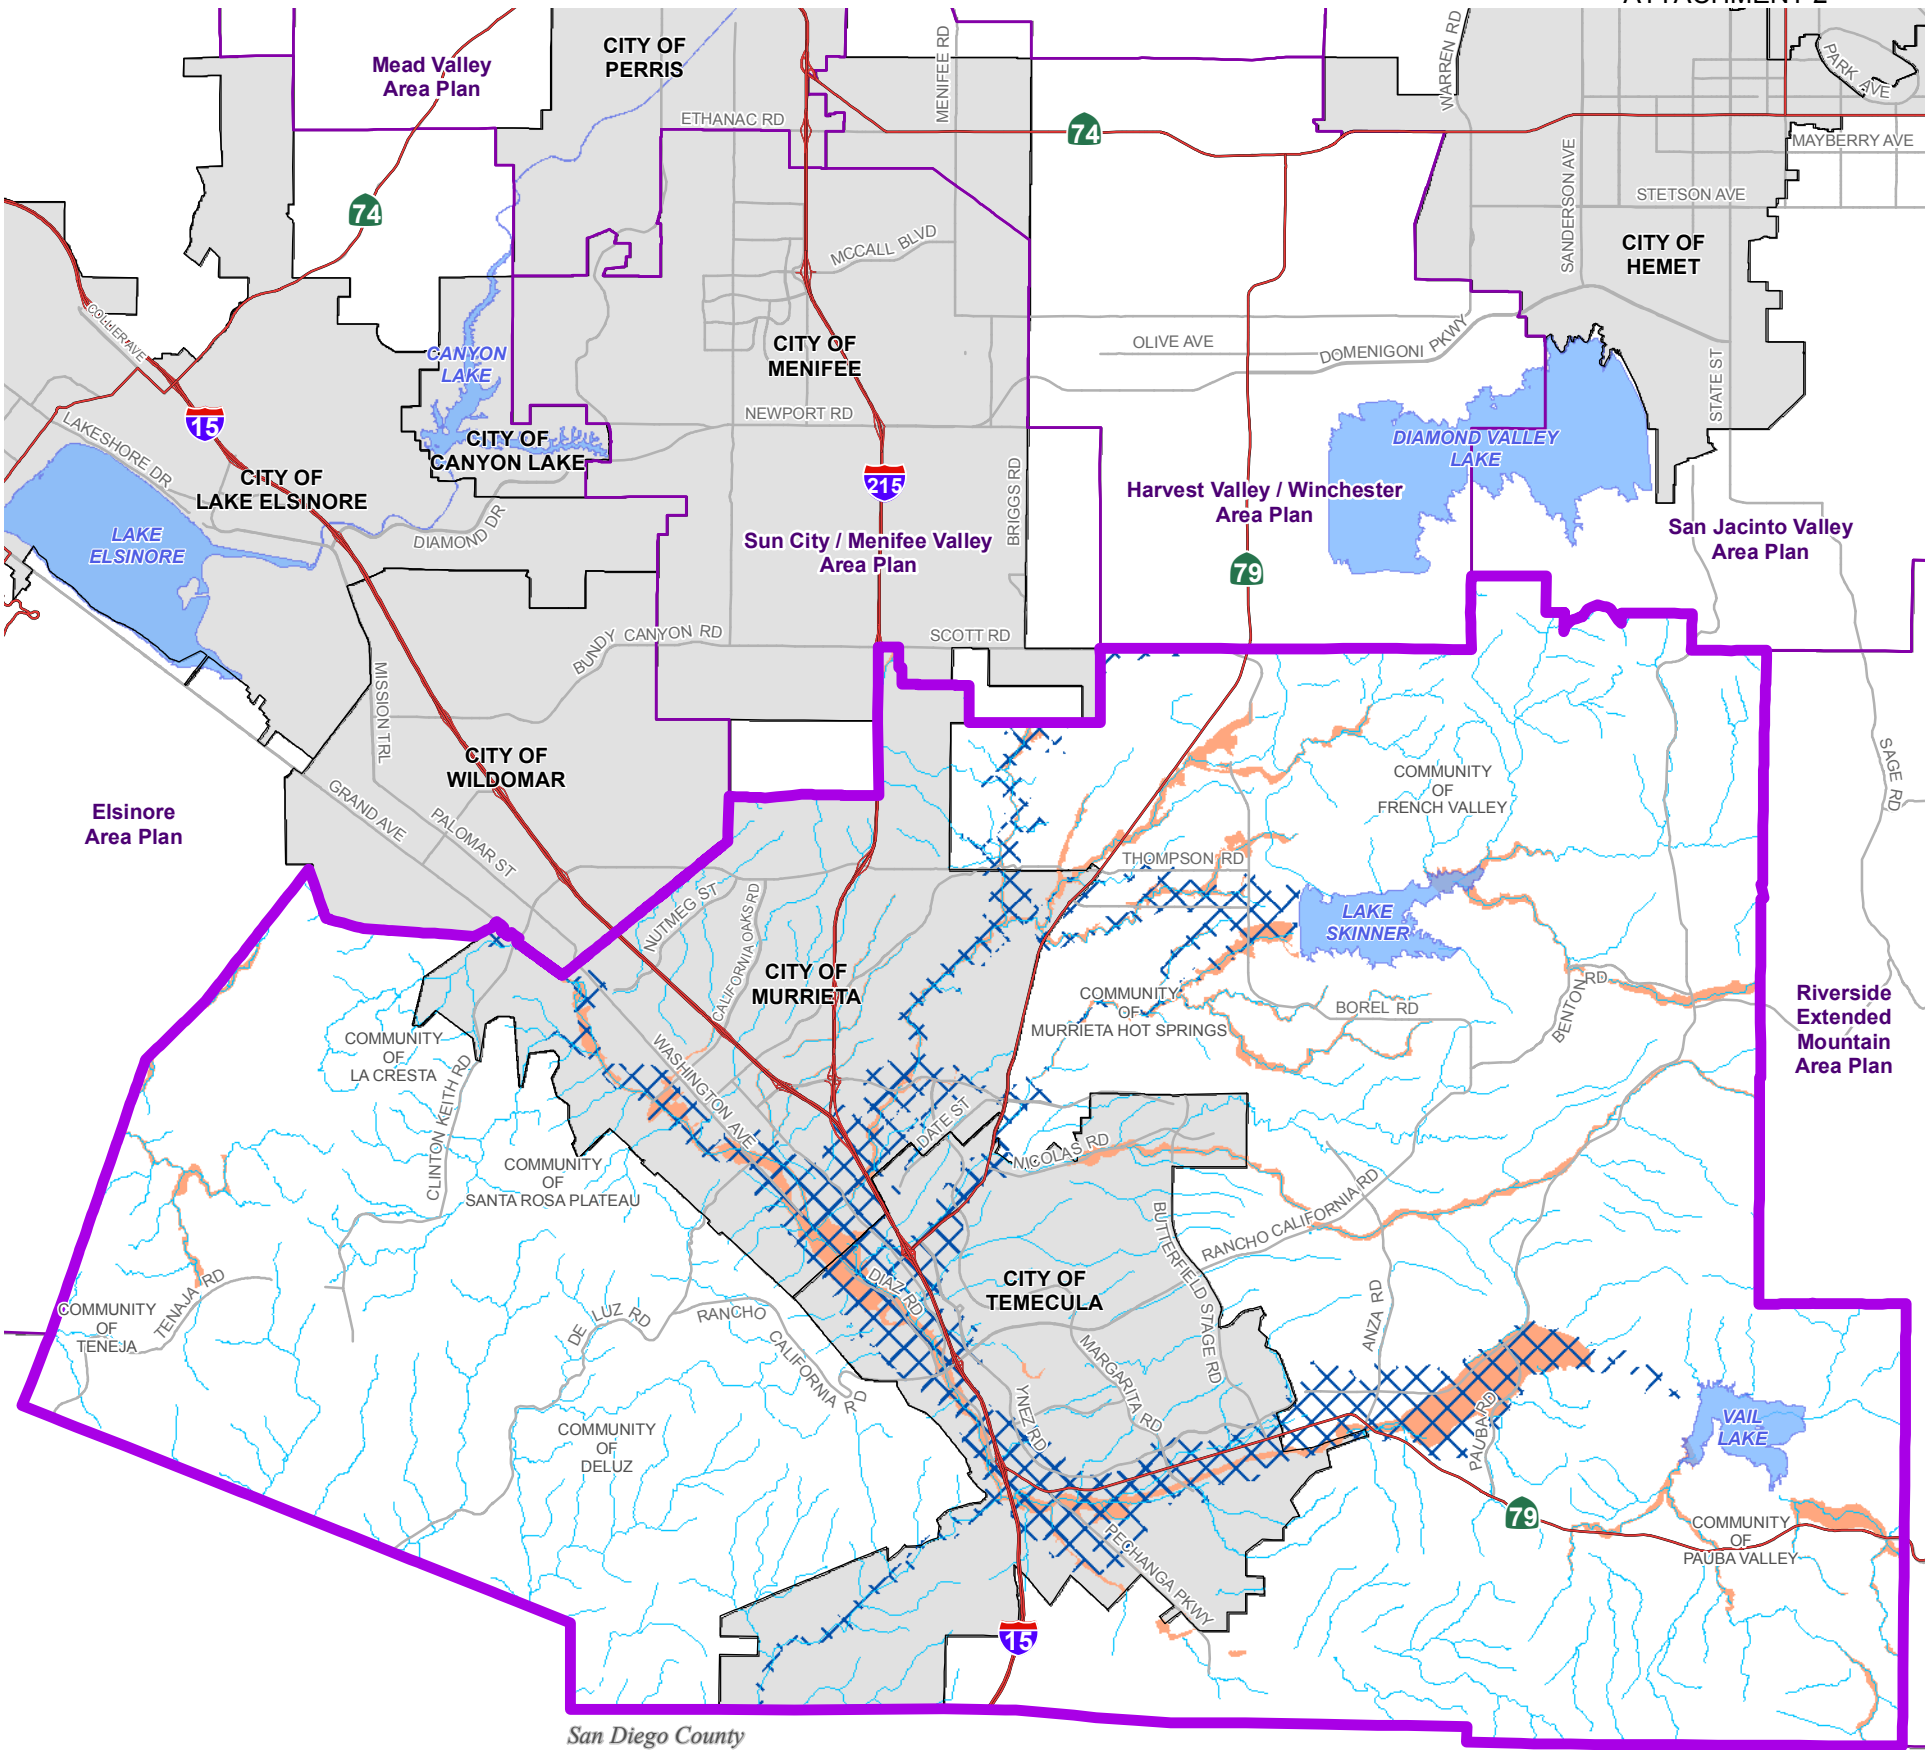 ATTACHMENT 2
Mead Valley
Area Plan
CITY OF
PERRIS
MENIFEE RD
WARREN RD
PARK AVE
ETHANAC RD
74
MAYBERRY AVE
74
SANDERSON AVE
STETSON AVE
MCCALL BLVD
CITY OF
HEMET
COLLIER AVE
CANYON
LAKE
CITY OF
MENIFEE
OLIVE AVE
DOMENIGONI PKWY
STATE ST
15
LAKESHORE DR
NEWPORT RD
CITY OF
CANYON LAKE
DIAMOND VALLEY
LAKE
CITY OF
LAKE ELSINORE
215
BRIGGS RD
Harvest Valley / Winchester
Area Plan
LAKE
ELSINORE
DIAMOND DR
Sun City / Menifee Valley
Area Plan
San Jacinto Valley
Area Plan
79
BUNDY CANYON RD
SCOTT RD
MISSION TRL
CITY OF
WILDOMAR
COMMUNITY
OF
FRENCH VALLEY
SAGE RD
Elsinore
Area Plan
GRAND AVE
PALOMAR ST
THOMPSON RD
NUTMEG ST
CALIFORNIA OAKS RD
LAKE
SKINNER
CITY OF
MURRIETA
COMMUNITY
OF
MURRIETA HOT SPRINGS
BOREL RD
BENTON RD
Riverside
Extended
Mountain
Area Plan
COMMUNITY
OF
LA CRESTA
WASHINGTON AVE
CLINTON KEITH RD
DATE ST
NICOLAS RD
COMMUNITY
OF
SANTA ROSA PLATEAU
BUTTERFIELD STAGE RD
RANCHO CALIFORNIA RD
COMMUNITY
OF
TENEJA
TENAJA RD
DIAZ RD
CITY OF
TEMECULA
DE LUZ RD
RANCHO CALIFORNIA RD
MARGARITA RD
ANZA RD
YNEZ RD
PAUBA RD
VAIL
LAKE
COMMUNITY
OF
DELUZ
79
PECHANGA PKWY
COMMUNITY
OF
PAUBA VALLEY
15
San Diego County